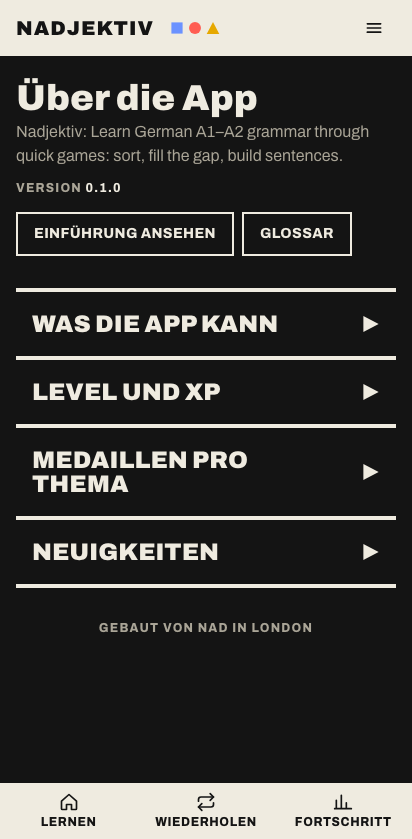 NADJEKTIV
Über die App
Nadjektiv: Learn German A1–A2 grammar through
quick games: sort, fill the gap, build sentences.
VERSION 0.1.0
EINFÜHRUNG ANSEHEN
GLOSSAR
WAS DIE APP KANN
LEVEL UND XP
MEDAILLEN PRO
THEMA
NEUIGKEITEN
GEBAUT VON NAD IN LONDON
LERNEN
WIEDERHOLEN
FORTSCHRITT